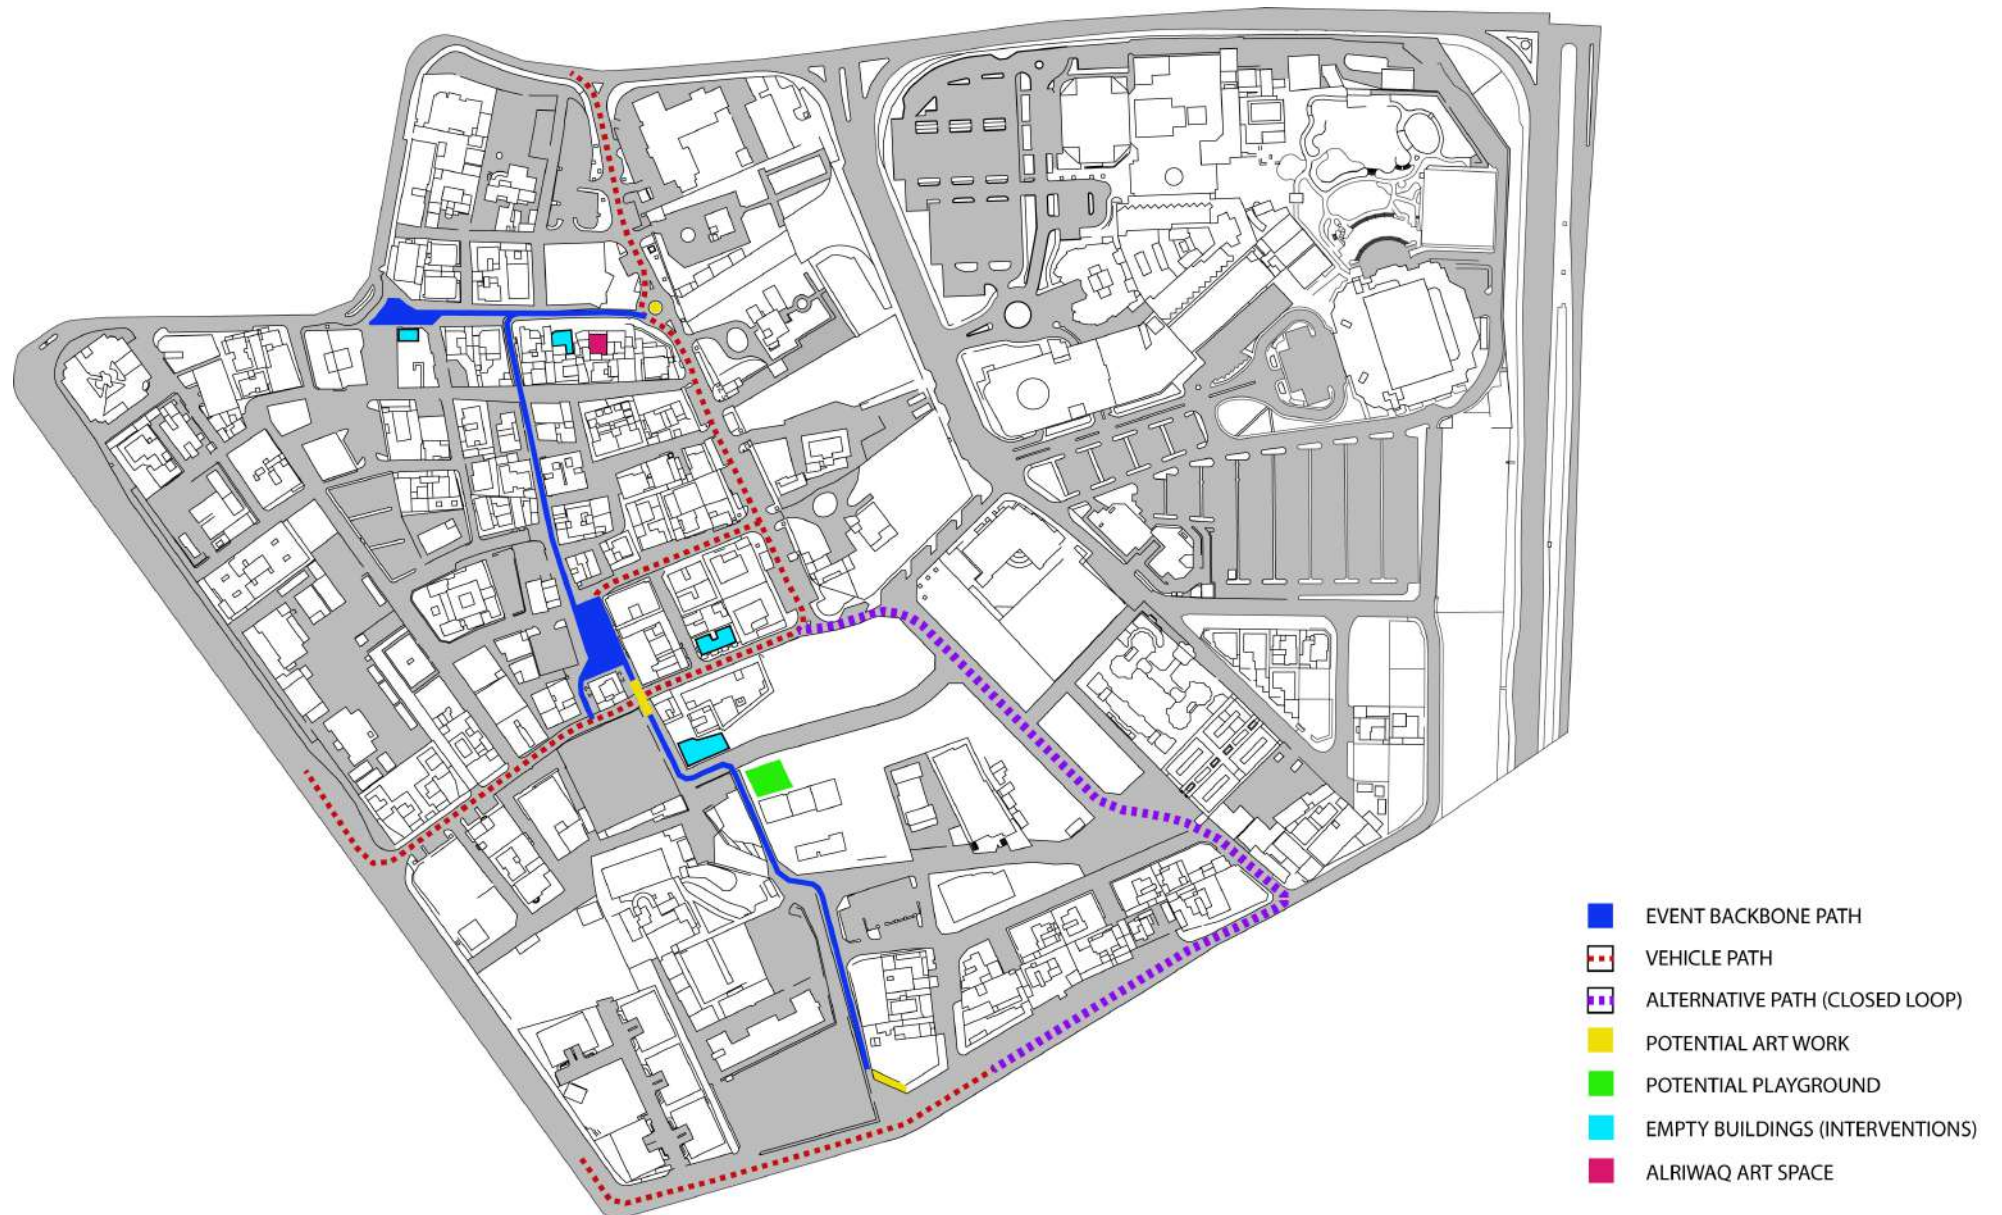 EVENT BACKBONE PATH
VEHICLE PATH
ALTERNATIVE PATH (CLOSED LOOP)
POTENTIAL ART WORK
POTENTIAL PLAYGROUND
EMPTY BUILDINGS (INTERVENTIONS)
ALRIWAQ ART SPACE